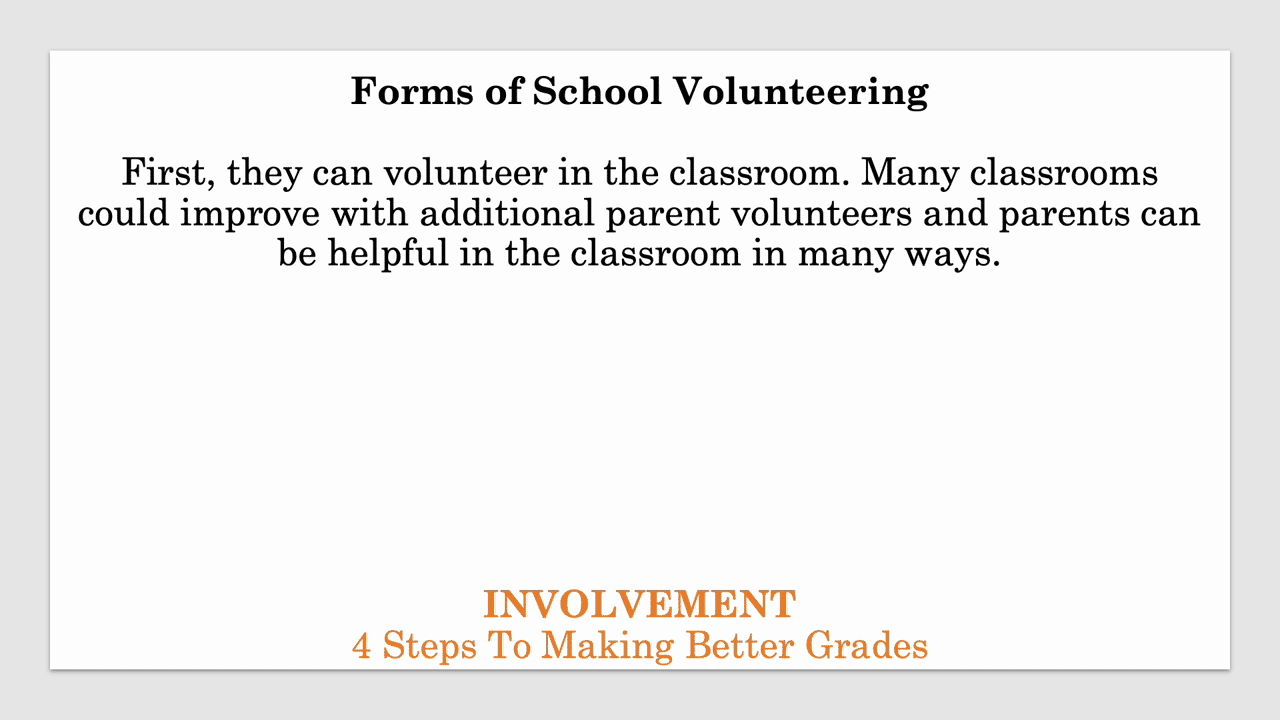 Forms of School Volunteering
First, they can volunteer in the classroom. Many classrooms
could improve with additional parent volunteers and parents can
be helpful in the classroom in many ways.
INVOLVEMENT
4 Steps To Making Better Grades